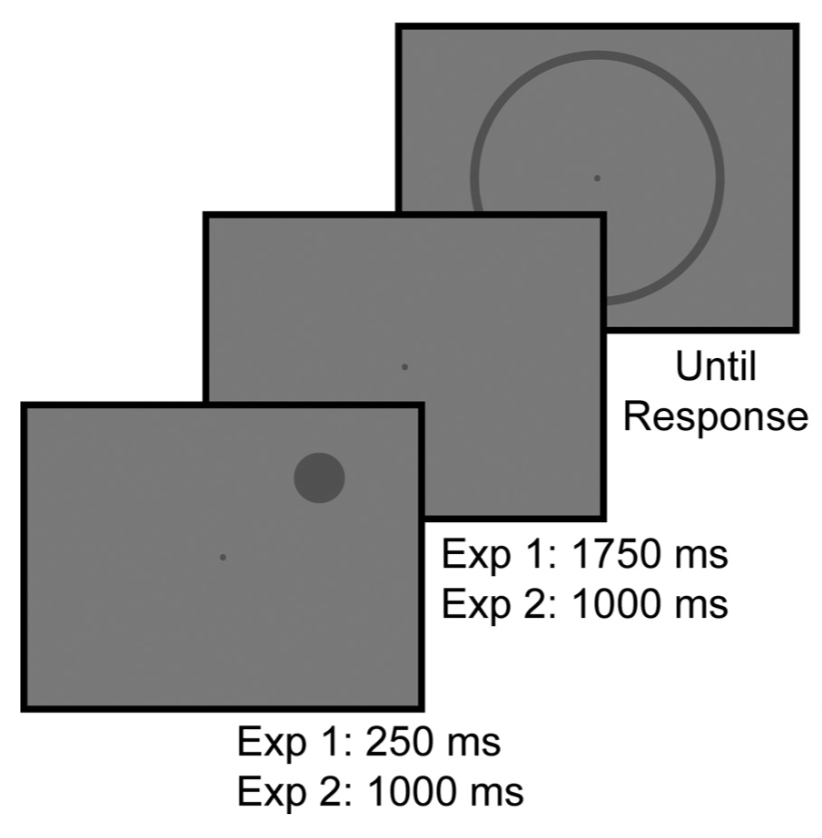 Until
Response
Exp 1: 1750 ms
Exp 2: 1000 ms
Exp 1: 250 ms
Exp 2: 1000 ms